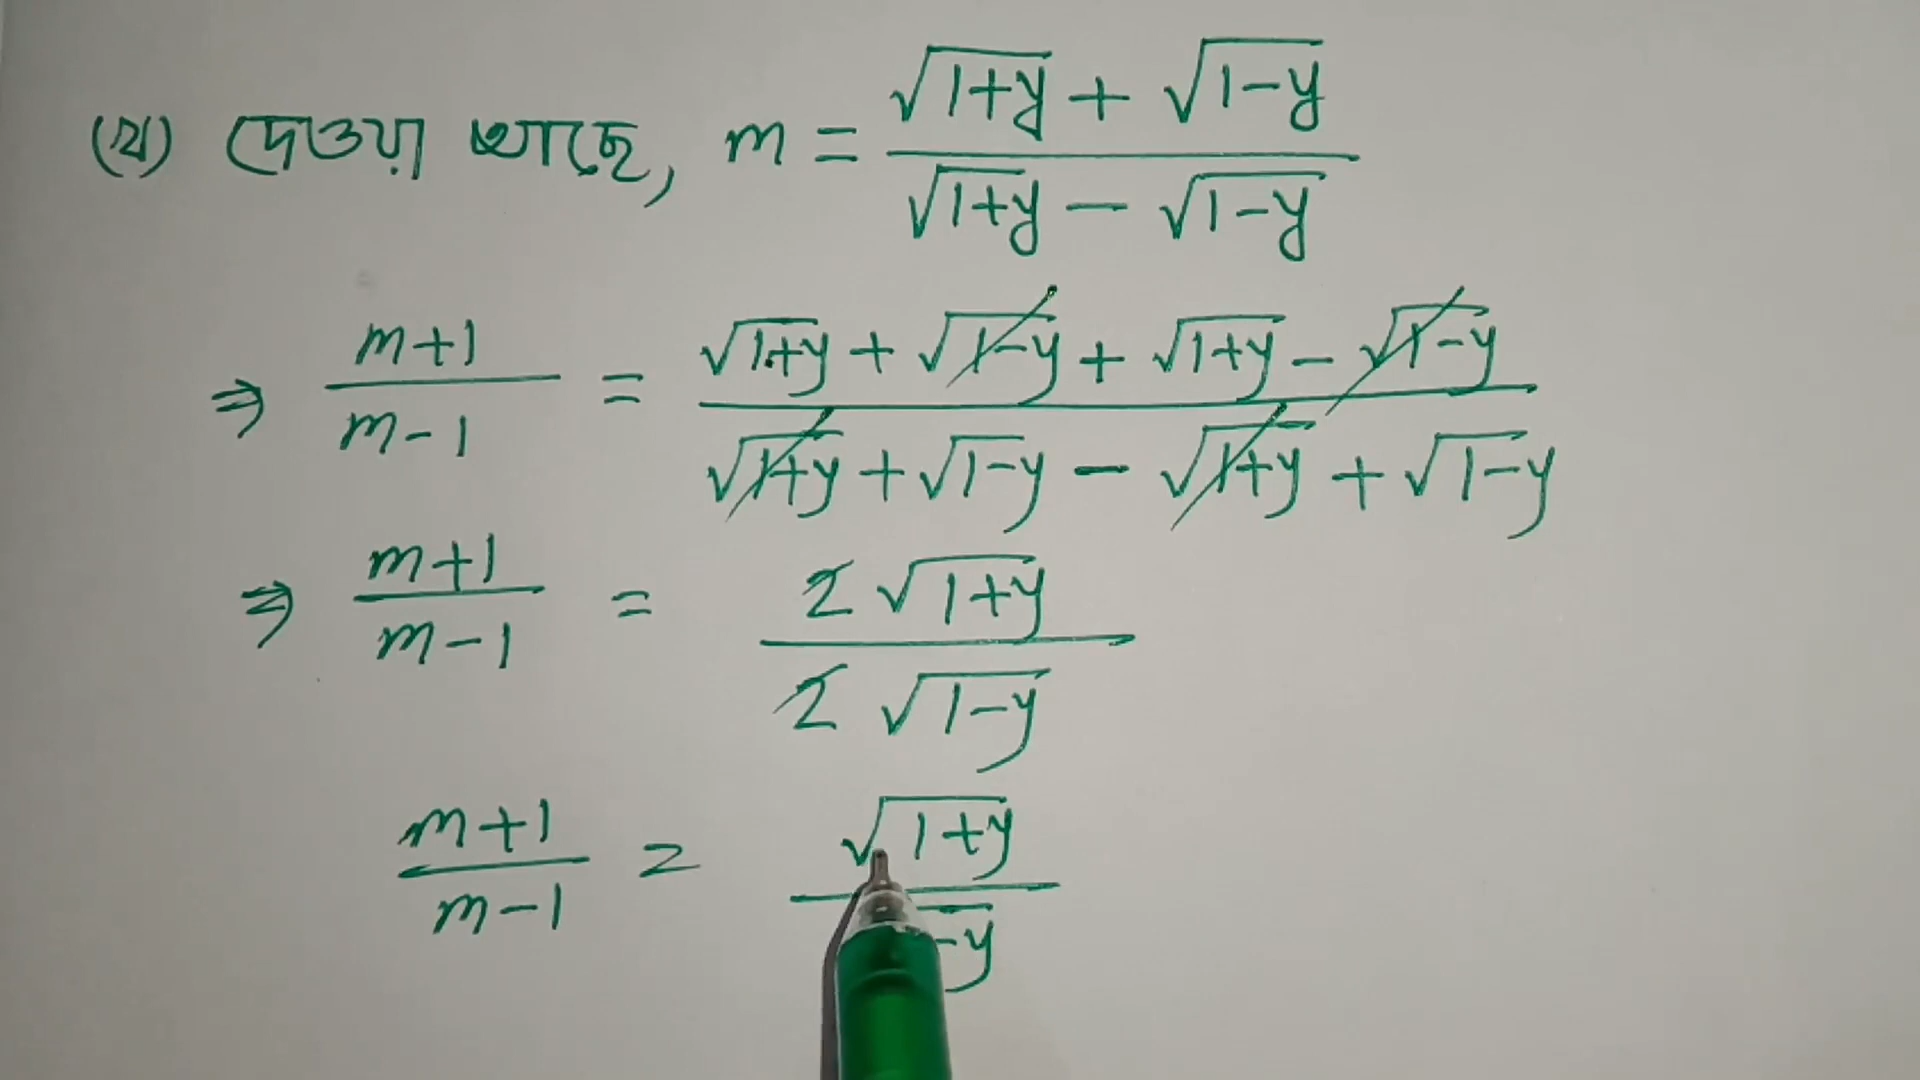 (খ) দেওয়া আছে, m = (√(1+y) + √(1-y)) / (√(1+y) - √(1-y))
⇒ (m+1)/(m-1) = (√(1+y) + √(1-y) + √(1+y) - √(1-y)) / (√(1+y) + √(1-y) - √(1+y) + √(1-y))
⇒ (m+1)/(m-1) = (2√(1+y)) / (2√(1-y))
(m+1)/(m-1) = √(1+y) / -y